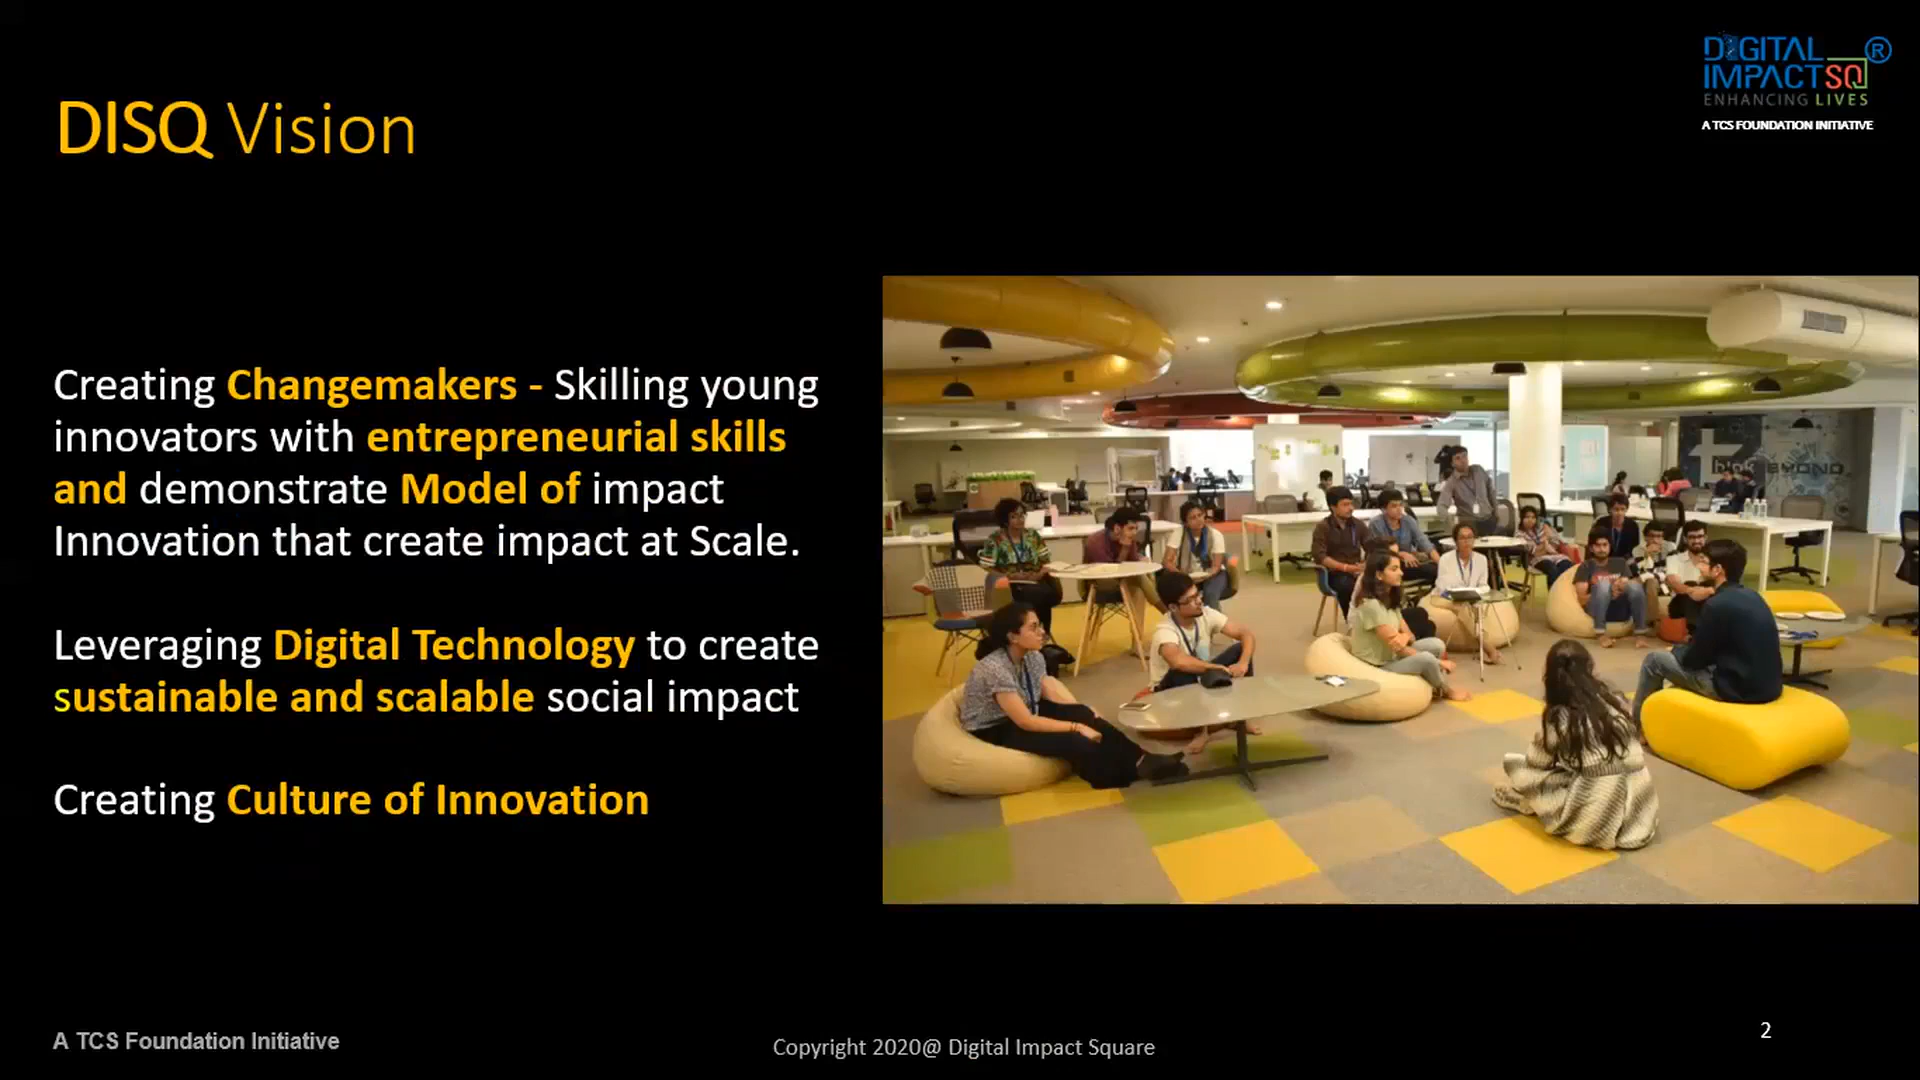 DIGITAL
IMPACTSQ ®
ENHANCING LIVES
A TCS FOUNDATION INITIATIVE
DISQ Vision
Creating Changemakers - Skilling young
innovators with entrepreneurial skills
and demonstrate Model of impact
Innovation that create impact at Scale.
Leveraging Digital Technology to create
sustainable and scalable social impact
Creating Culture of Innovation
BEYOND
A TCS Foundation Initiative
Copyright 2020@ Digital Impact Square
2